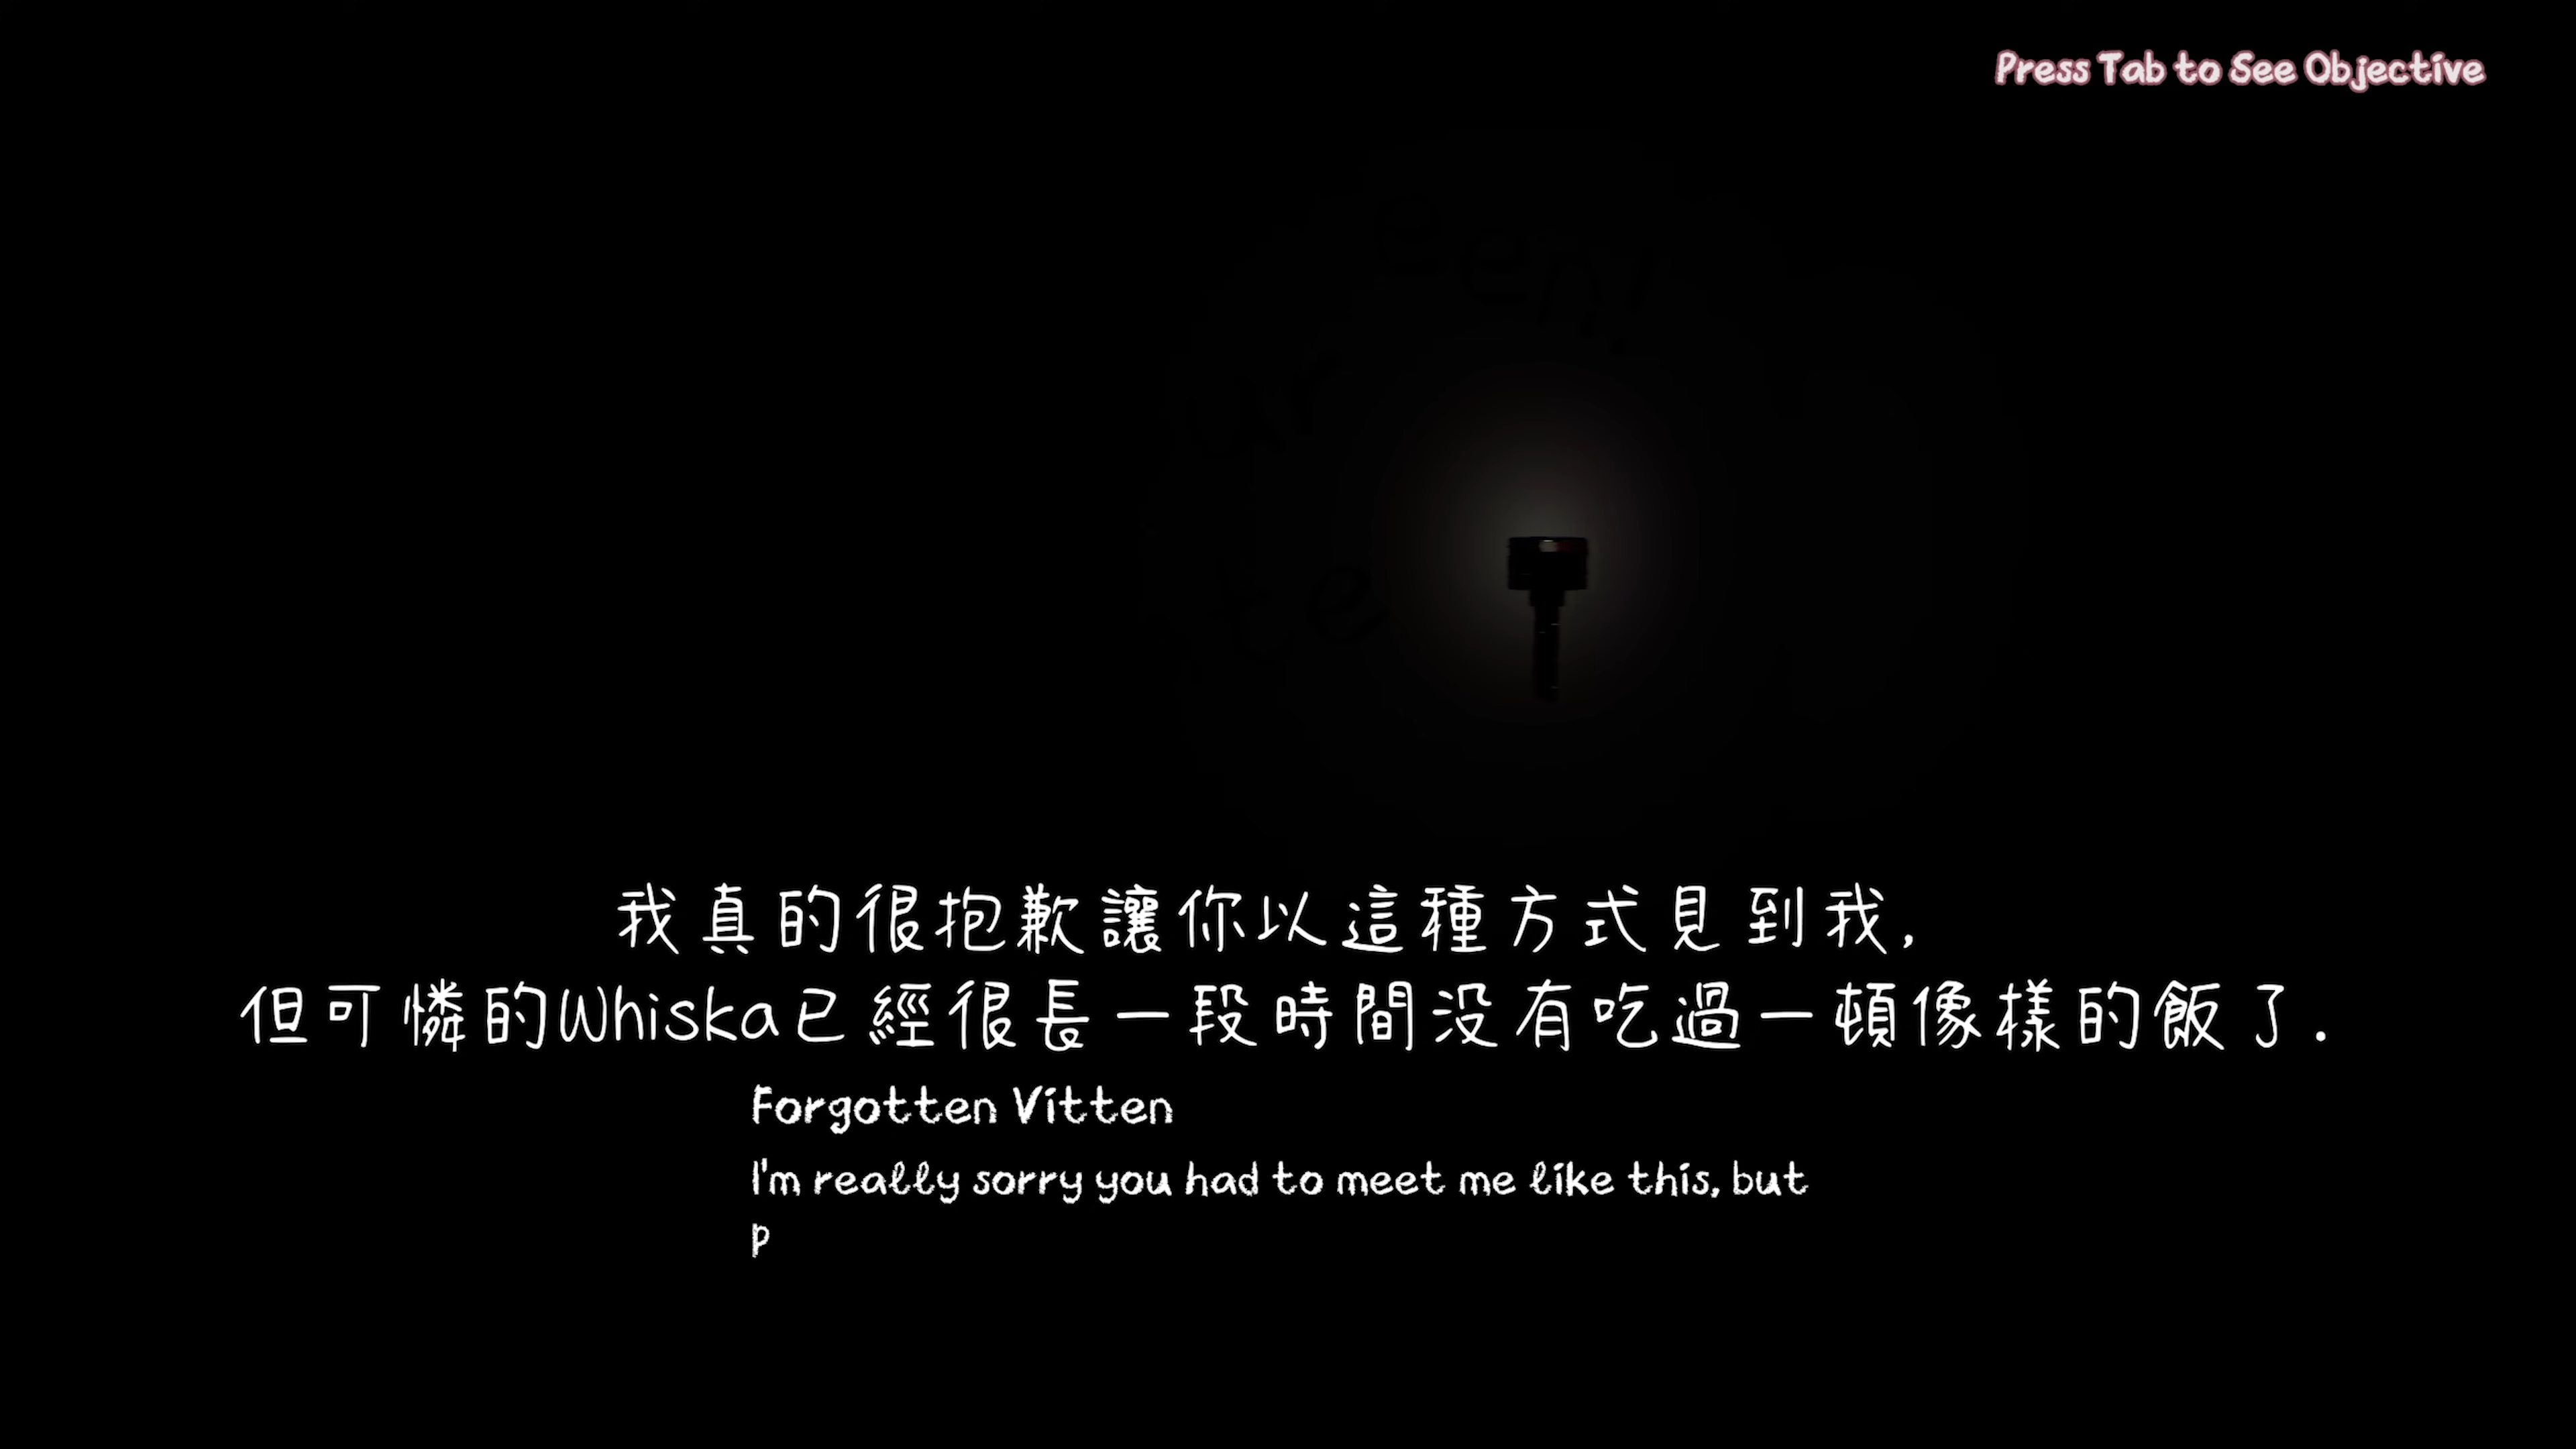 Press Tab to See Objective
我真的很抱歉讓你以這種方式見到我,
但可憐的Whiska已經很長一段時間没有吃過一頓像樣的飯了.
Forgotten Vitten
I'm really sorry you had to meet me like this, but
p